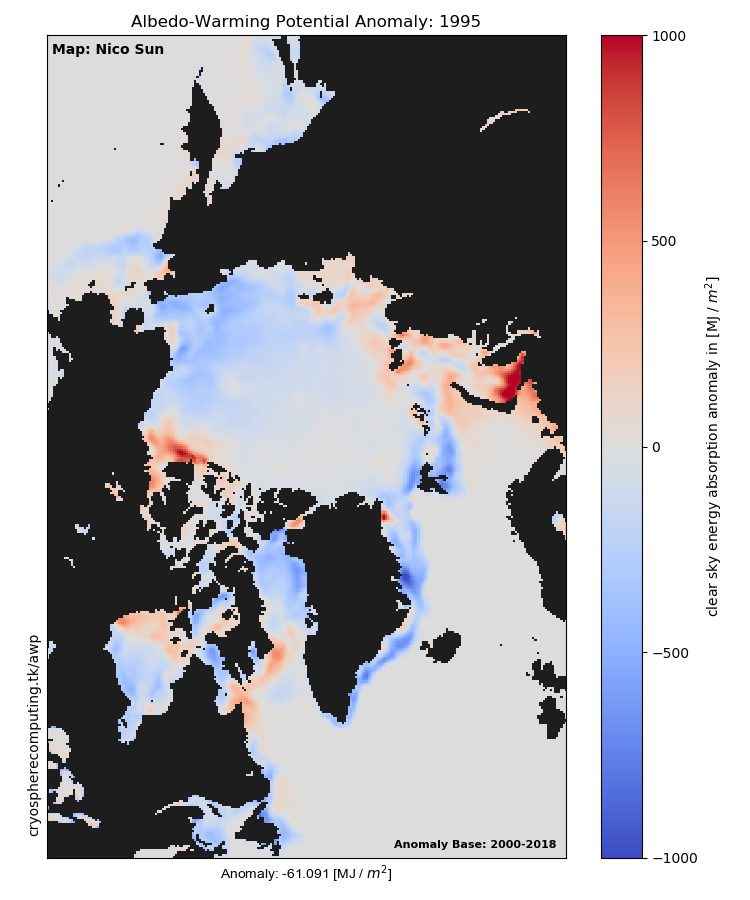 Albedo-Warming Potential Anomaly: 1995
Map: Nico Sun
1000
500
0
−500
−1000
clear sky energy absorption anomaly in [MJ / m²]
cryospherecomputing.tk/awp
Anomaly Base: 2000-2018
Anomaly: -61.091 [MJ / m²]